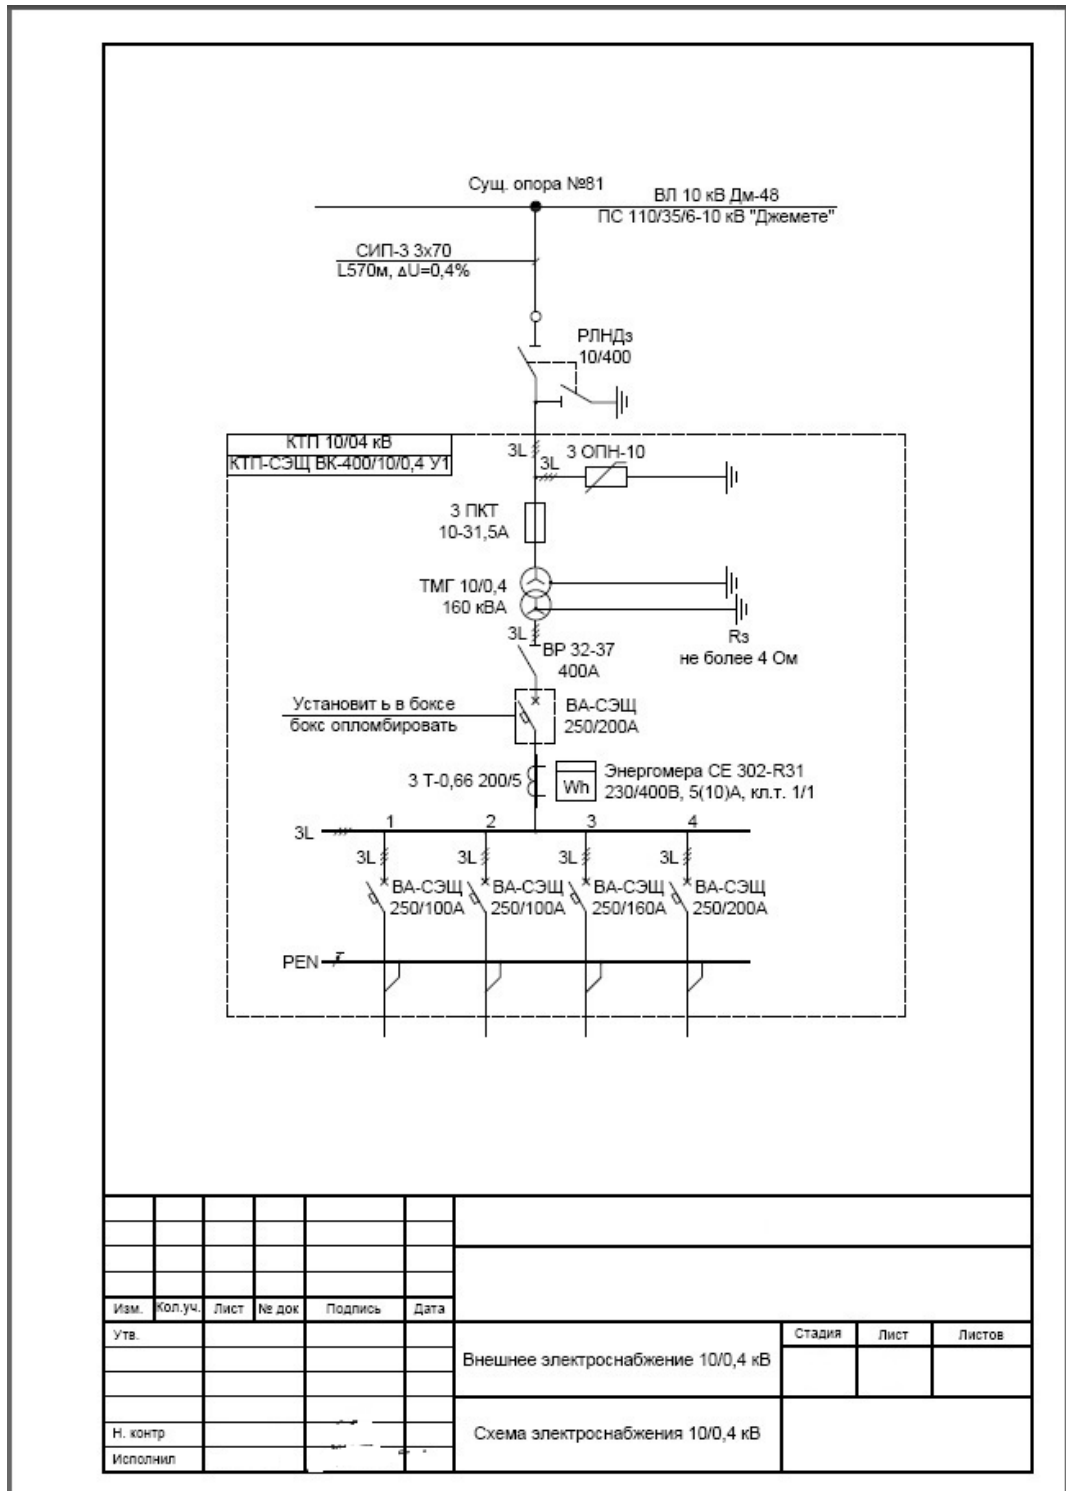 Сущ. опора №81
ВЛ 10 кВ Дм-48
ПС 110/35/6-10 кВ "Джемете"
СИП-3 3х70
L570м, ΔU=0,4%
РЛНДз
10/400
КТП 10/04 кВ
КТП-СЭЩ ВК-400/10/0,4 У1
3L
3L
3 ОПН-10
3 ПКТ
10-31,5А
ТМГ 10/0,4
160 кВА
Rз
не более 4 Ом
3L
ВР 32-37
400А
Установит ь в боксе
бокс опломбировать
ВА-СЭЩ
250/200А
3 Т-0,66 200/5
Wh
Энергомера СЕ 302-R31
230/400В, 5(10)А, кл.т. 1/1
3L
1 2 3 4
3L 3L 3L 3L
ВА-СЭЩ ВА-СЭЩ ВА-СЭЩ ВА-СЭЩ
250/100А 250/100А 250/160А 250/200А
PEN
Изм. Кол.уч. Лист № док Подпись Дата
Утв.
Н. контр
Исполнил
Внешнее электроснабжение 10/0,4 кВ
Стадия Лист Листов
Схема электроснабжения 10/0,4 кВ